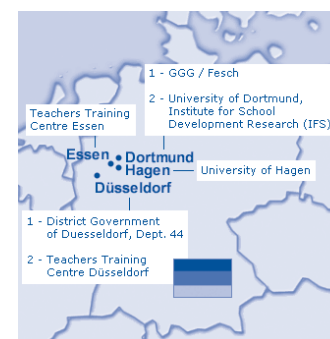 1 - GGG / Fesch
2 - University of Dortmund,
Institute for School
Development Research (IFS)
Teachers Training
Centre Essen
Essen
Dortmund
Hagen
University of Hagen
Düsseldorf
1 - District Government
of Duesseldorf, Dept. 44
2 - Teachers Training
Centre Düsseldorf